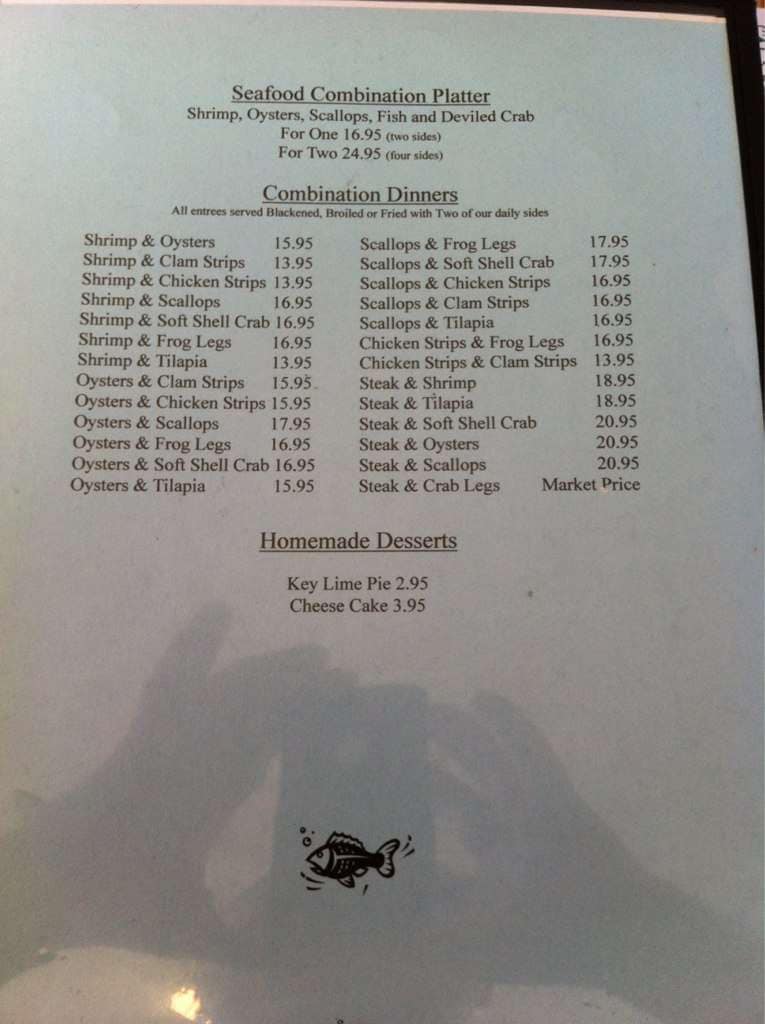 Seafood Combination Platter
Shrimp, Oysters, Scallops, Fish and Deviled Crab
For One 16.95 (two sides)
For Two 24.95 (four sides)
Combination Dinners
All entrees served Blackened, Broiled or Fried with Two of our daily sides
Shrimp & Oysters 15.95
Shrimp & Clam Strips 13.95
Shrimp & Chicken Strips 13.95
Shrimp & Scallops 16.95
Shrimp & Soft Shell Crab 16.95
Shrimp & Frog Legs 16.95
Shrimp & Tilapia 13.95
Oysters & Clam Strips 15.95
Oysters & Chicken Strips 15.95
Oysters & Scallops 17.95
Oysters & Frog Legs 16.95
Oysters & Soft Shell Crab 16.95
Oysters & Tilapia 15.95
Scallops & Frog Legs 17.95
Scallops & Soft Shell Crab 17.95
Scallops & Chicken Strips 16.95
Scallops & Clam Strips 16.95
Scallops & Tilapia 16.95
Chicken Strips & Frog Legs 16.95
Chicken Strips & Clam Strips 13.95
Steak & Shrimp 18.95
Steak & Tilapia 18.95
Steak & Soft Shell Crab 20.95
Steak & Oysters 20.95
Steak & Scallops 20.95
Steak & Crab Legs Market Price
Homemade Desserts
Key Lime Pie 2.95
Cheese Cake 3.95